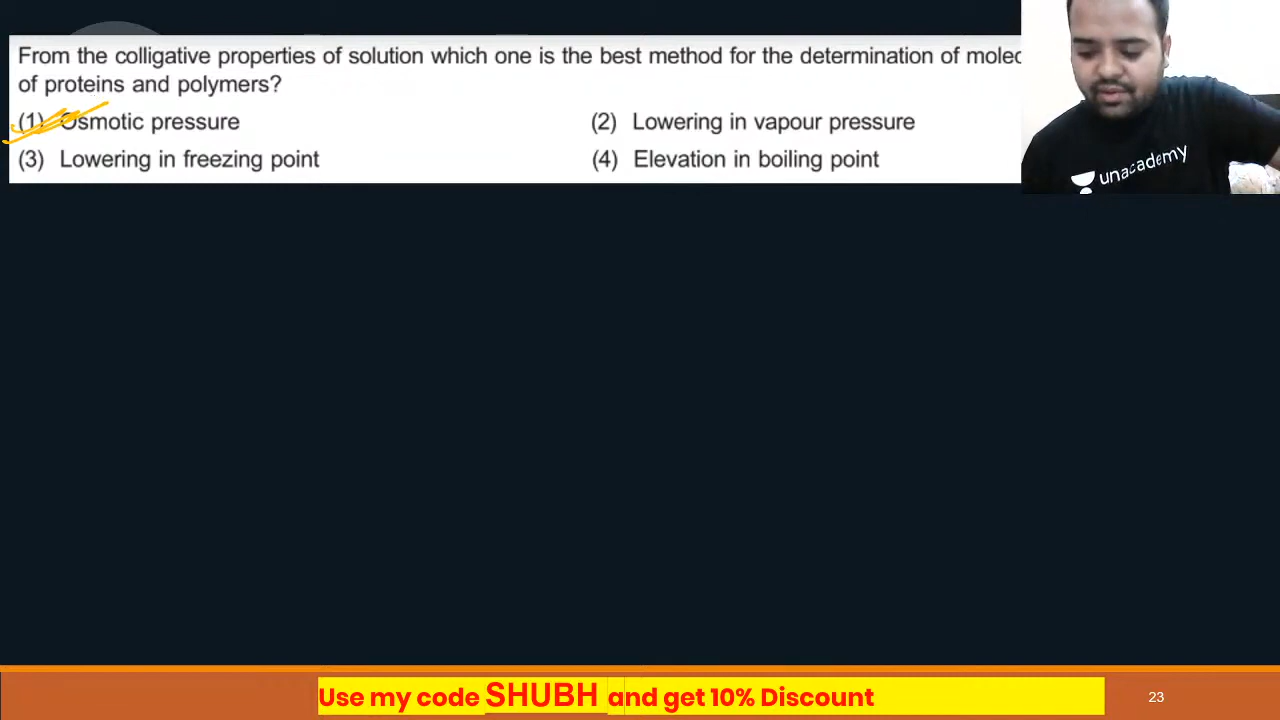 From the colligative properties of solution which one is the best method for the determination of
of proteins and polymers?
(1) Osmotic pressure
(2) Lowering in vapour pressure
(3) Lowering in freezing point
(4) Elevation in boiling point
unacademy
Use my code SHUBH and get 10% Discount
23